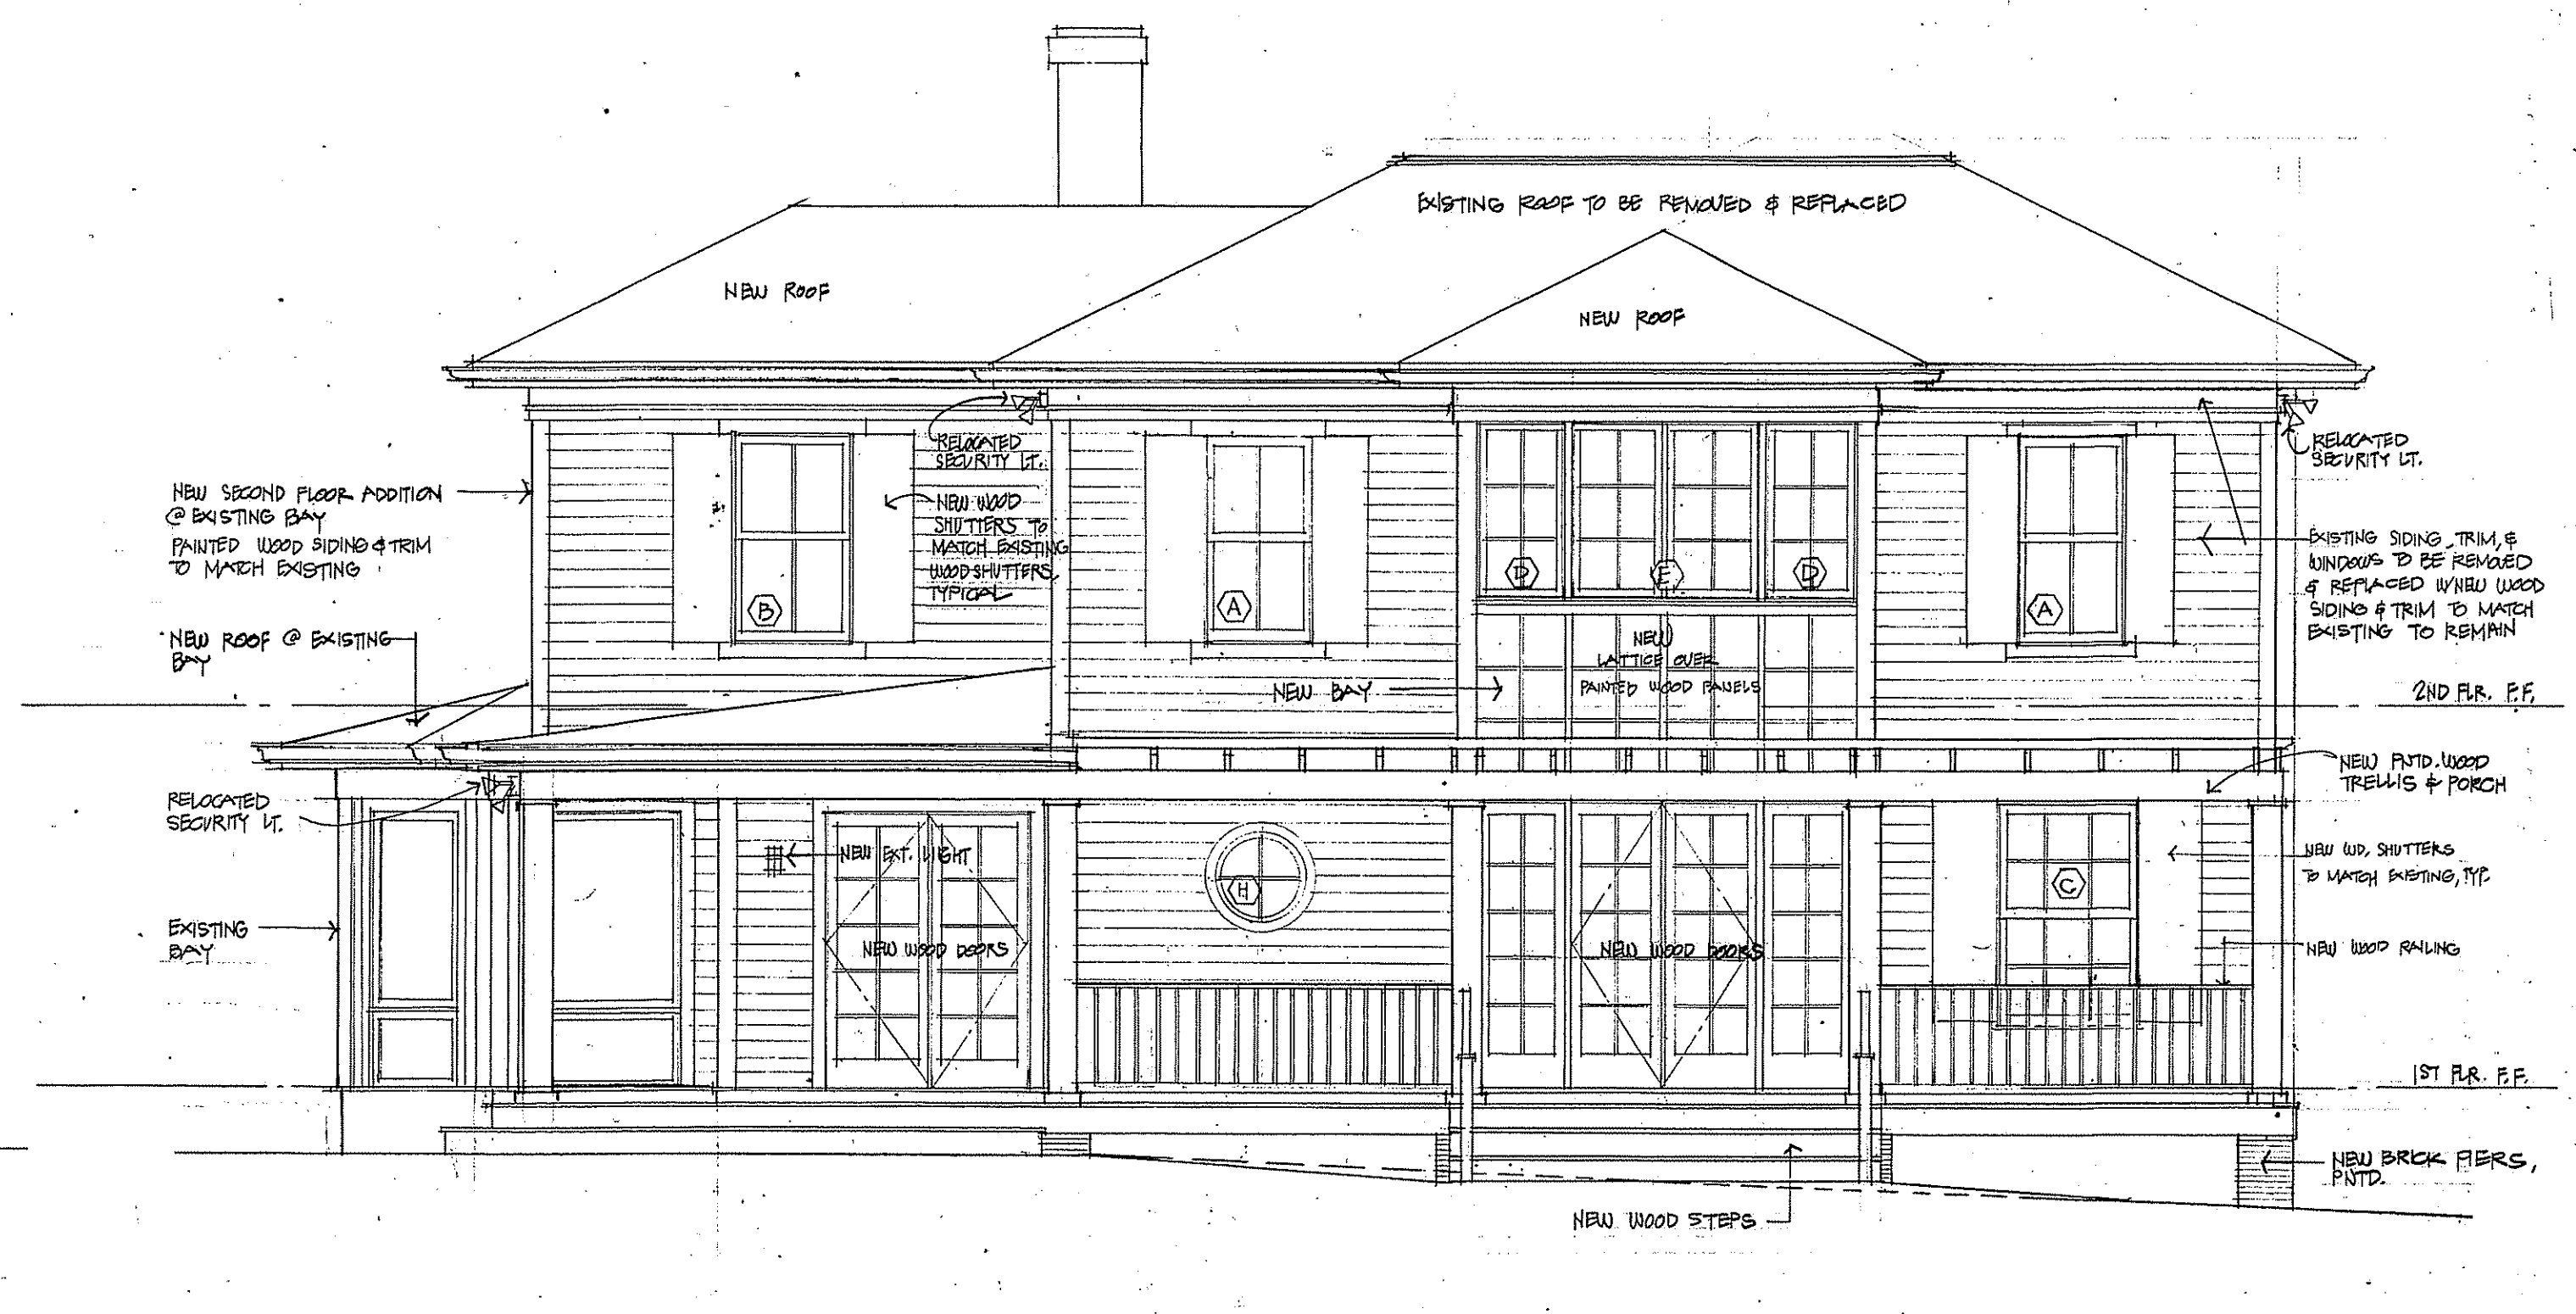 EXISTING ROOF TO BE REMOVED & REPLACED
NEW ROOF
NEW ROOF
RELOCATED
SECURITY LT.
RELOCATED
SECURITY LT.
NEW SECOND FLOOR ADDITION
@ EXISTING BAY
PAINTED WOOD SIDING & TRIM
TO MATCH EXISTING
NEW WOOD
SHUTTERS TO
MATCH EXISTING
WOOD SHUTTERS,
TYPICAL
EXISTING SIDING, TRIM, &
WINDOWS TO BE REMOVED
& REPLACED W/NEW WOOD
SIDING & TRIM TO MATCH
EXISTING TO REMAIN
D
E
D
B
A
A
NEW ROOF @ EXISTING
BAY
NEW
LATTICE OVER
PAINTED WOOD PANELS
NEW BAY
2ND FLR. F.F.
NEW PNTD. WOOD
TRELLIS & PORCH
RELOCATED
SECURITY LT.
NEW EXT. LIGHT
NEW WD. SHUTTERS
TO MATCH EXISTING, TYP.
H
C
EXISTING
BAY
NEW WOOD DOORS
NEW WOOD DOORS
NEW WOOD RAILING
1ST FLR. F.F.
NEW BRICK PIERS,
PNTD.
NEW WOOD STEPS